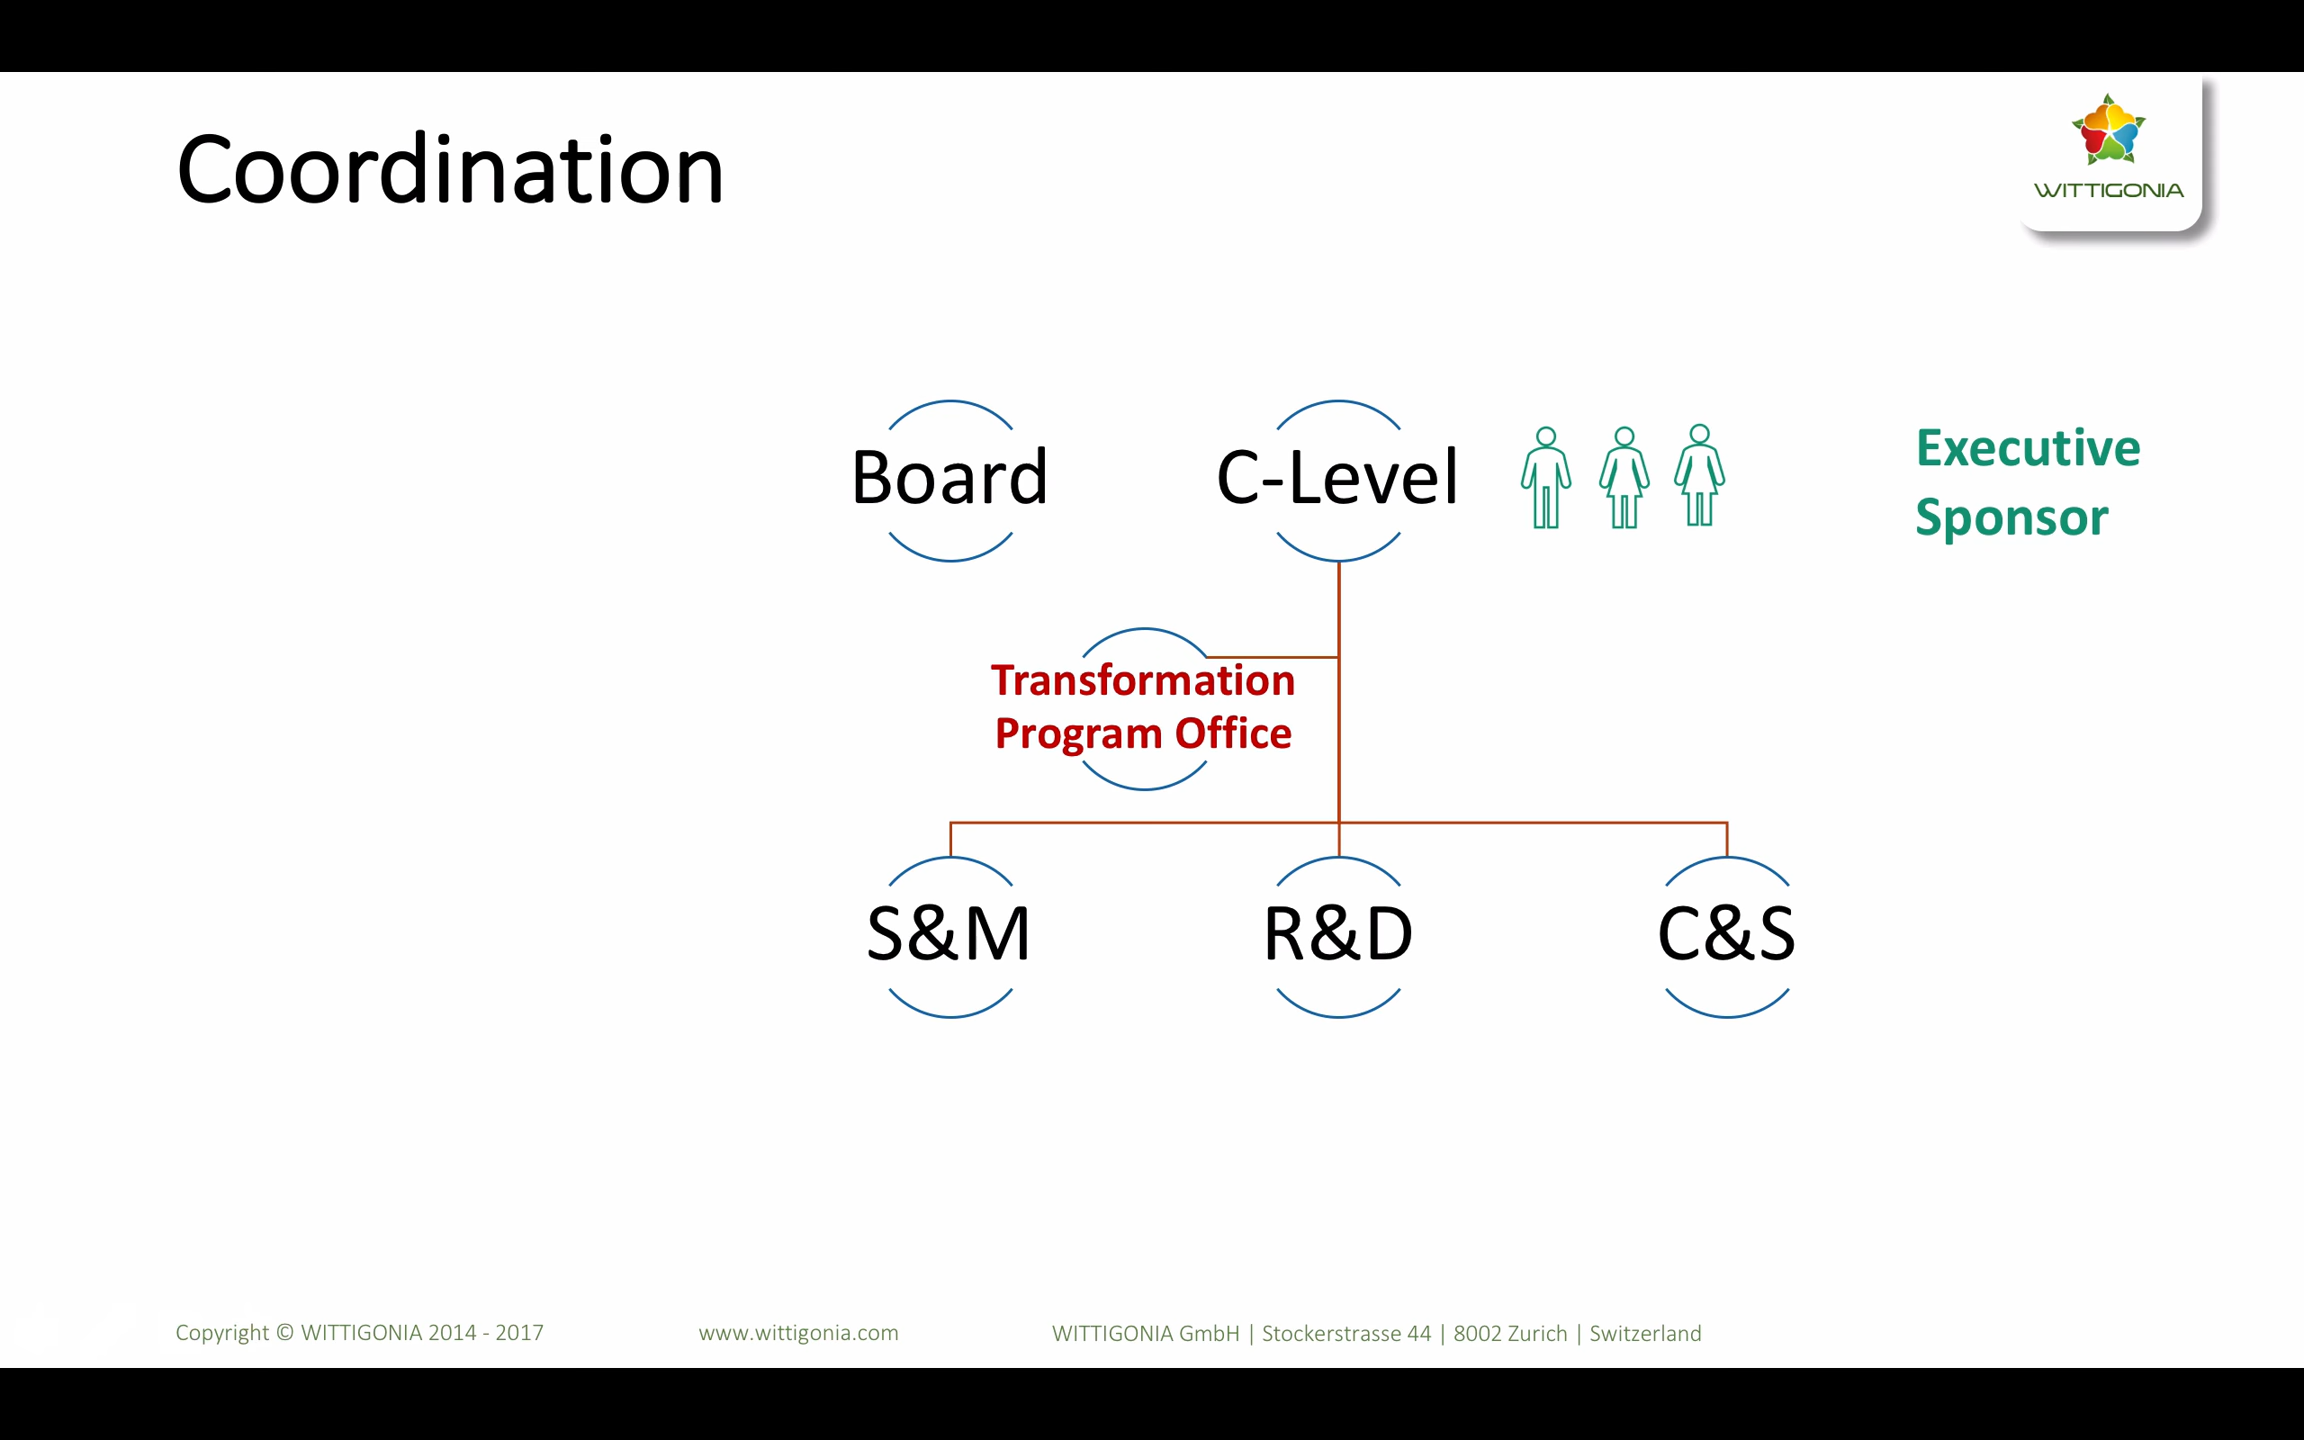 Coordination
WITTIGONIA
Board
C-Level
Executive
Sponsor
Transformation
Program Office
S&M
R&D
C&S
Copyright © WITTIGONIA 2014 - 2017
www.wittigonia.com
WITTIGONIA GmbH | Stockerstrasse 44 | 8002 Zurich | Switzerland